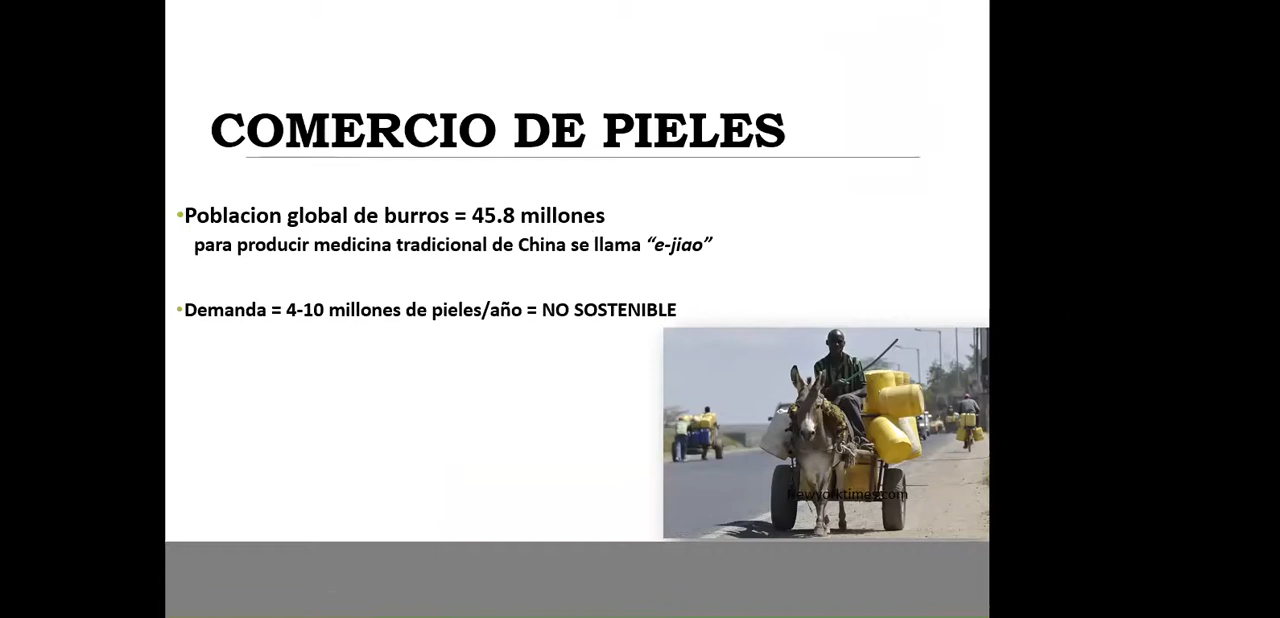 COMERCIO DE PIELES
•Poblacion global de burros = 45.8 millones
para producir medicina tradicional de China se llama “e-jiao”
•Demanda = 4-10 millones de pieles/año = NO SOSTENIBLE
Newyorktimes.com